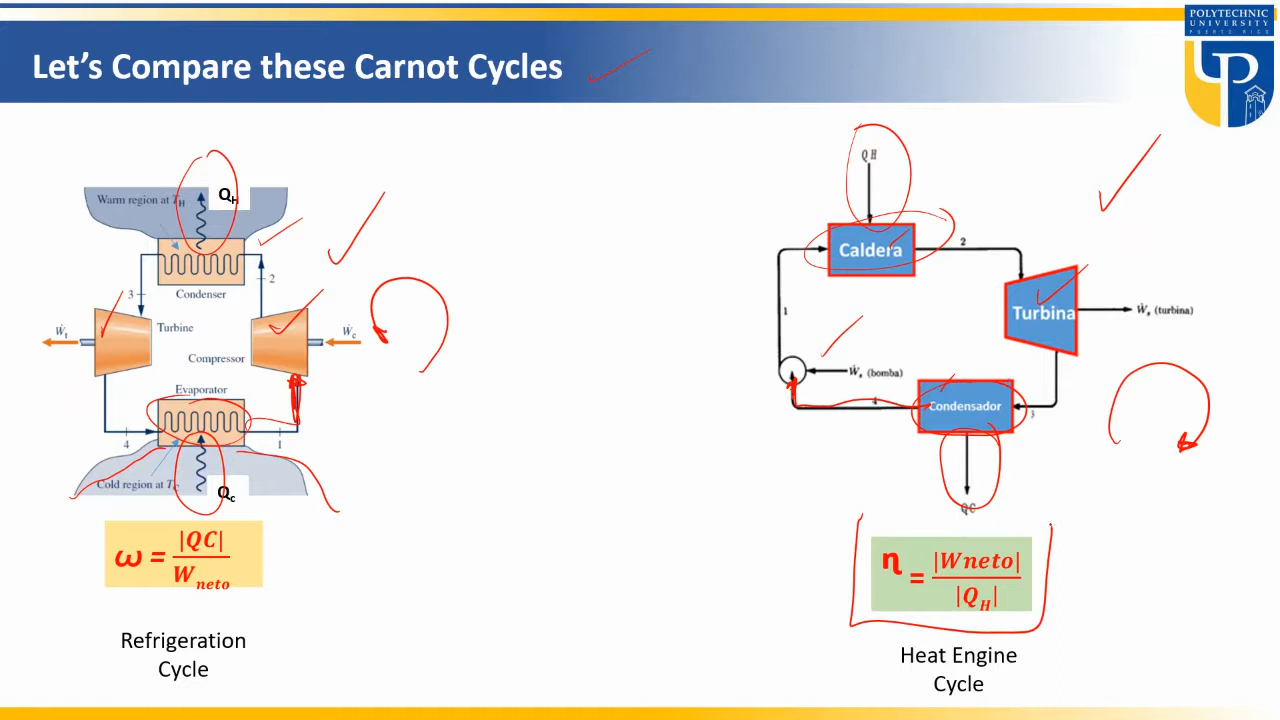 POLYTECHNIC
UNIVERSITY
PUERTO RICO
Let's Compare these Carnot Cycles
Q_H
Warm region at T_H
Condenser
2
3
Ẇ_t
Turbine
Ẇ_c
Compressor
Evaporator
4
1
Cold region at T_C
Q_c
ω = |QC| / W_neto
Refrigeration
Cycle
QH
Caldera
2
1
Turbina
Ẇ_s (turbina)
Ẇ_s (bomba)
Condensador
4
3
QC
η = |Wneto| / |Q_H|
Heat Engine
Cycle